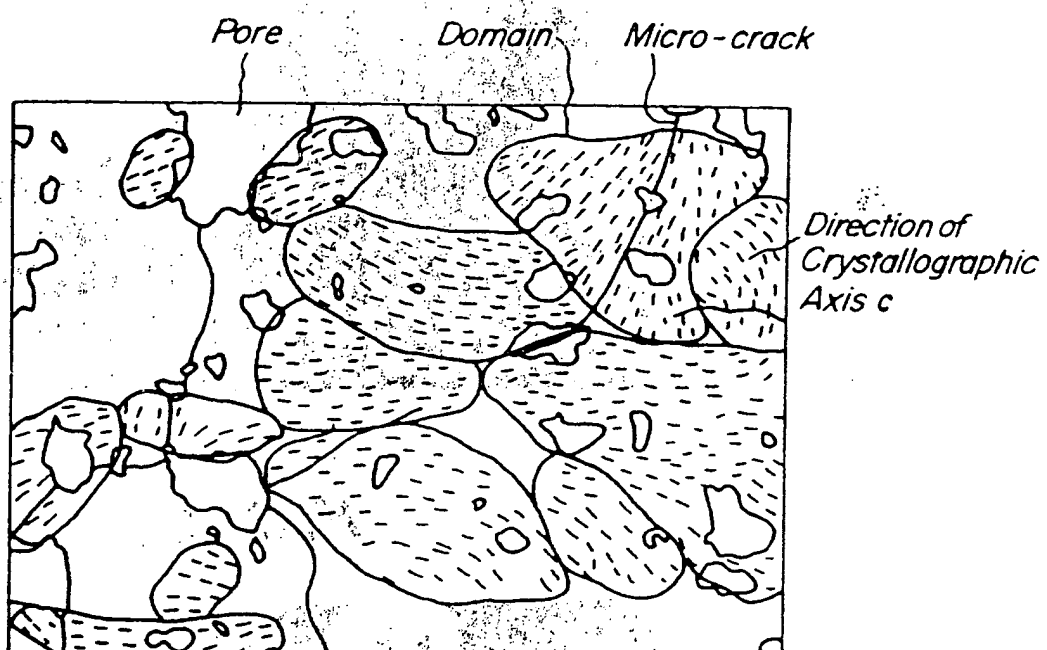 Pore
Domain
Micro-crack
Direction of
Crystallographic
Axis c